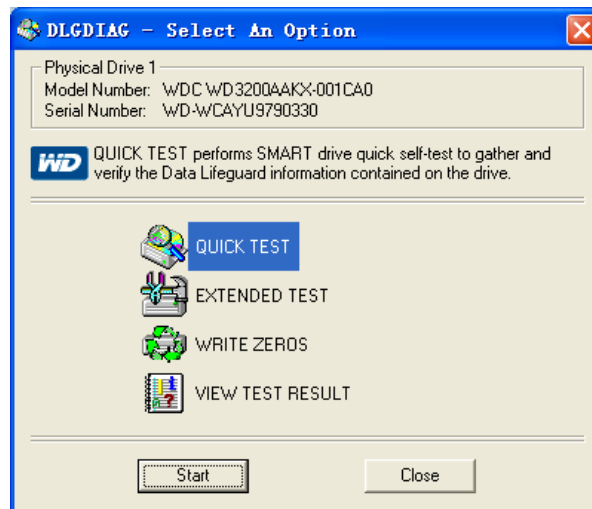 DLGDIAG - Select An Option
Physical Drive 1
Model Number: WDC WD3200AAKX-001CA0
Serial Number: WD-WCAYU9790330
WD
QUICK TEST performs SMART drive quick self-test to gather and
verify the Data Lifeguard information contained on the drive.
QUICK TEST
EXTENDED TEST
WRITE ZEROS
VIEW TEST RESULT
Start
Close